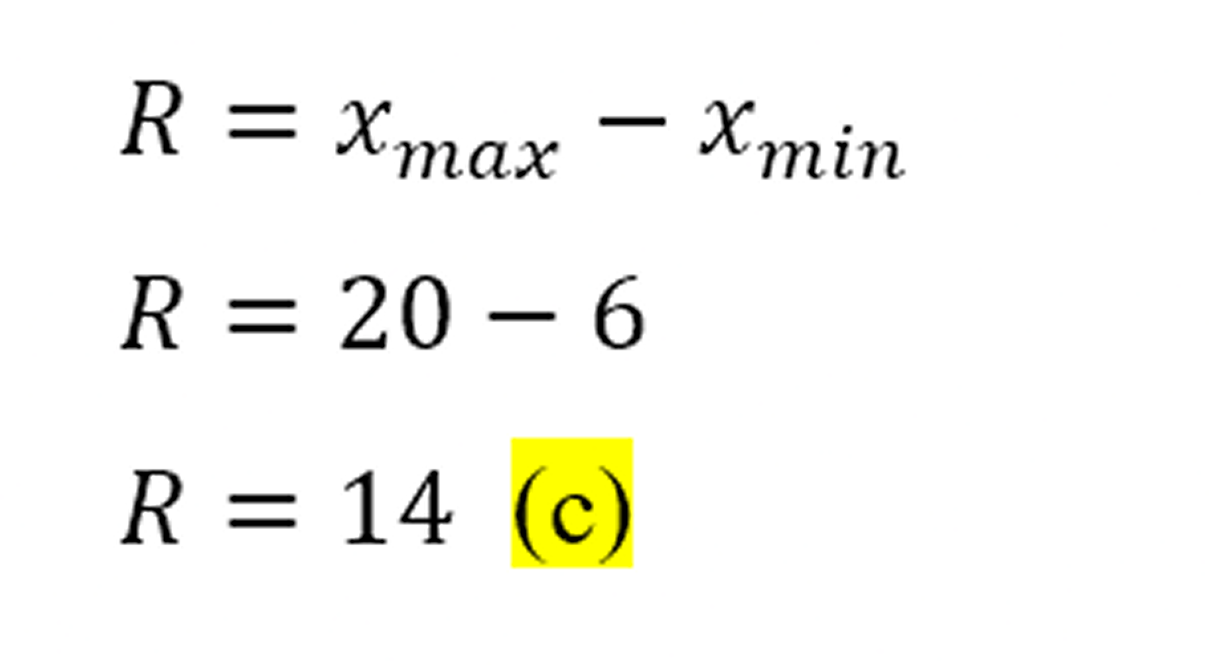 R = x_max − x_min
R = 20 − 6
R = 14 (c)